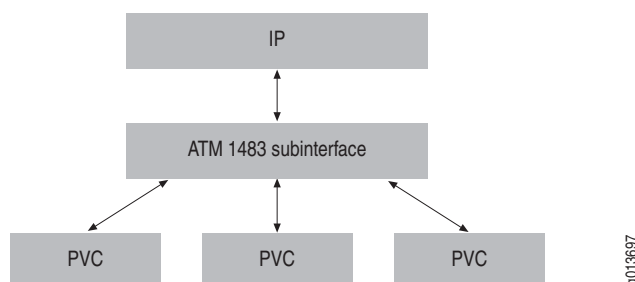 IP
ATM 1483 subinterface
PVC
PVC
PVC
g013697